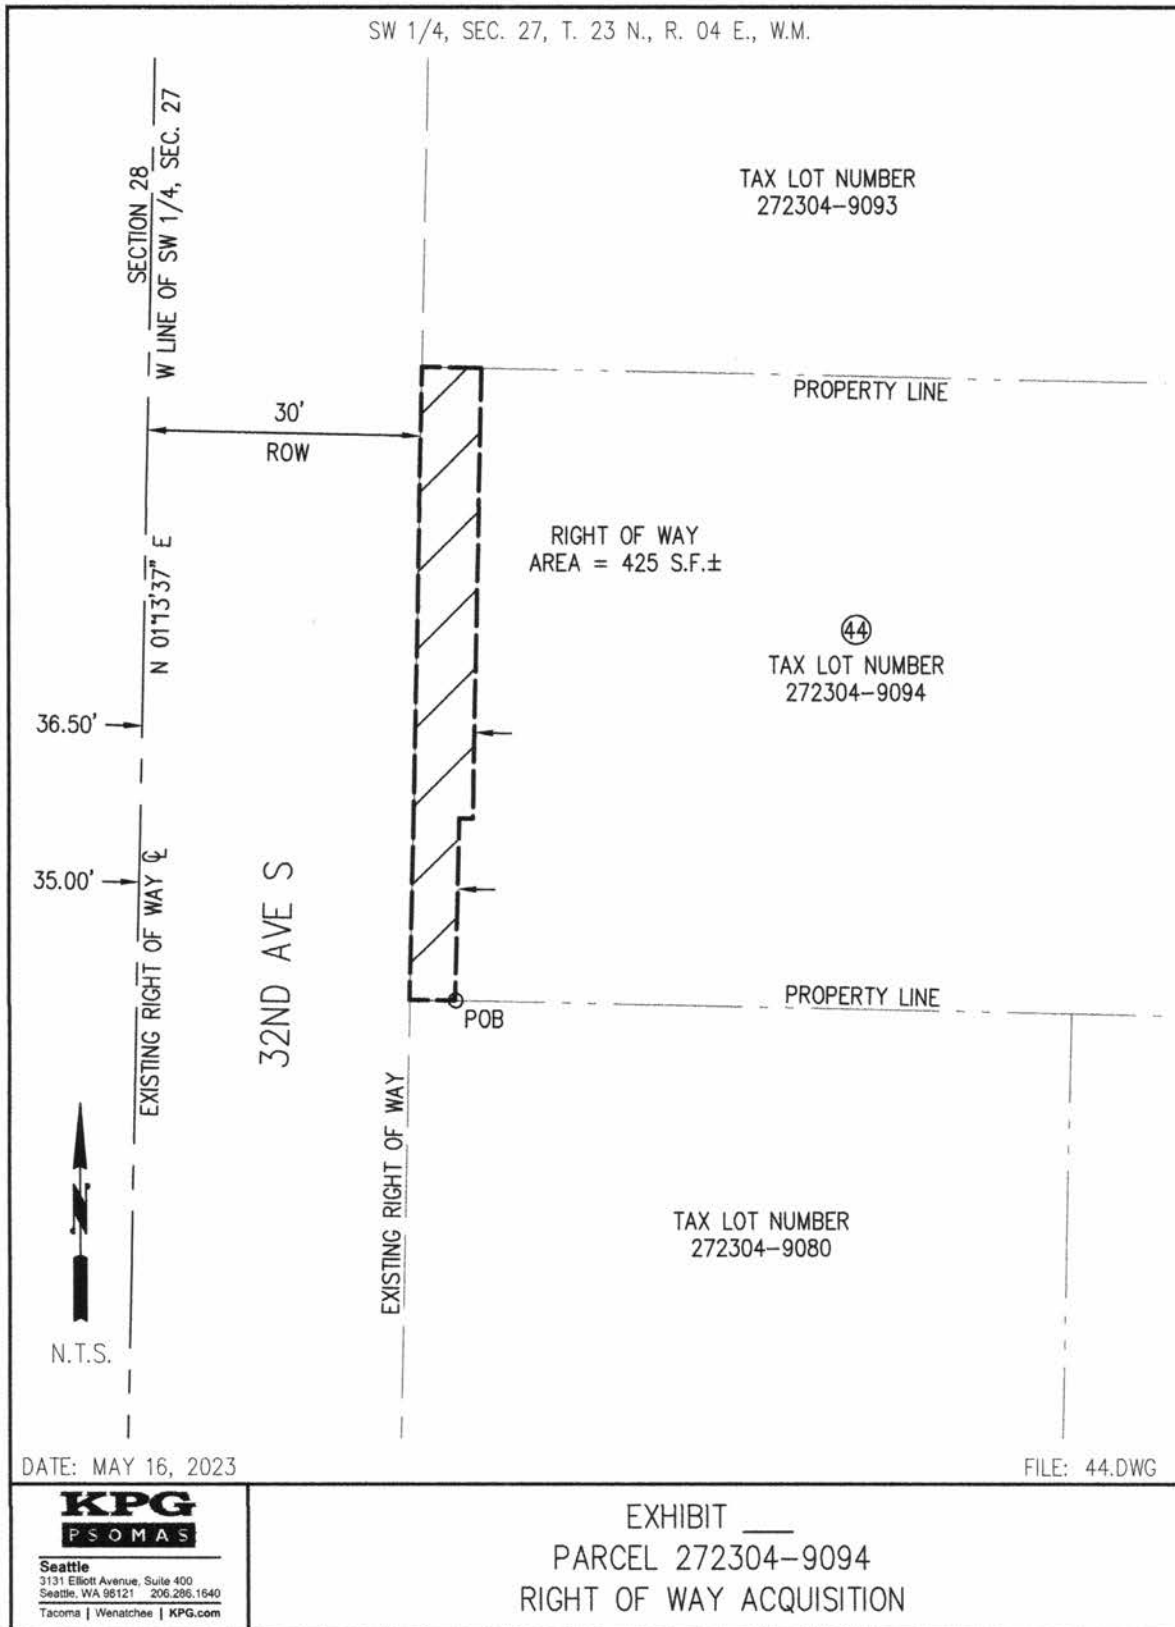 SW 1/4, SEC. 27, T. 23 N., R. 04 E., W.M.
SECTION 28
W LINE OF SW 1/4, SEC. 27
TAX LOT NUMBER
272304-9093
PROPERTY LINE
30'
ROW
N 01°13'37" E
RIGHT OF WAY
AREA = 425 S.F.±
44
TAX LOT NUMBER
272304-9094
36.50'
35.00'
EXISTING RIGHT OF WAY ℄
32ND AVE S
POB
PROPERTY LINE
EXISTING RIGHT OF WAY
TAX LOT NUMBER
272304-9080
N
N.T.S.
DATE: MAY 16, 2023
FILE: 44.DWG
KPG
PSOMAS
Seattle
3131 Elliott Avenue, Suite 400
Seattle, WA 98121 206.286.1640
Tacoma | Wenatchee | KPG.com
EXHIBIT ___
PARCEL 272304-9094
RIGHT OF WAY ACQUISITION